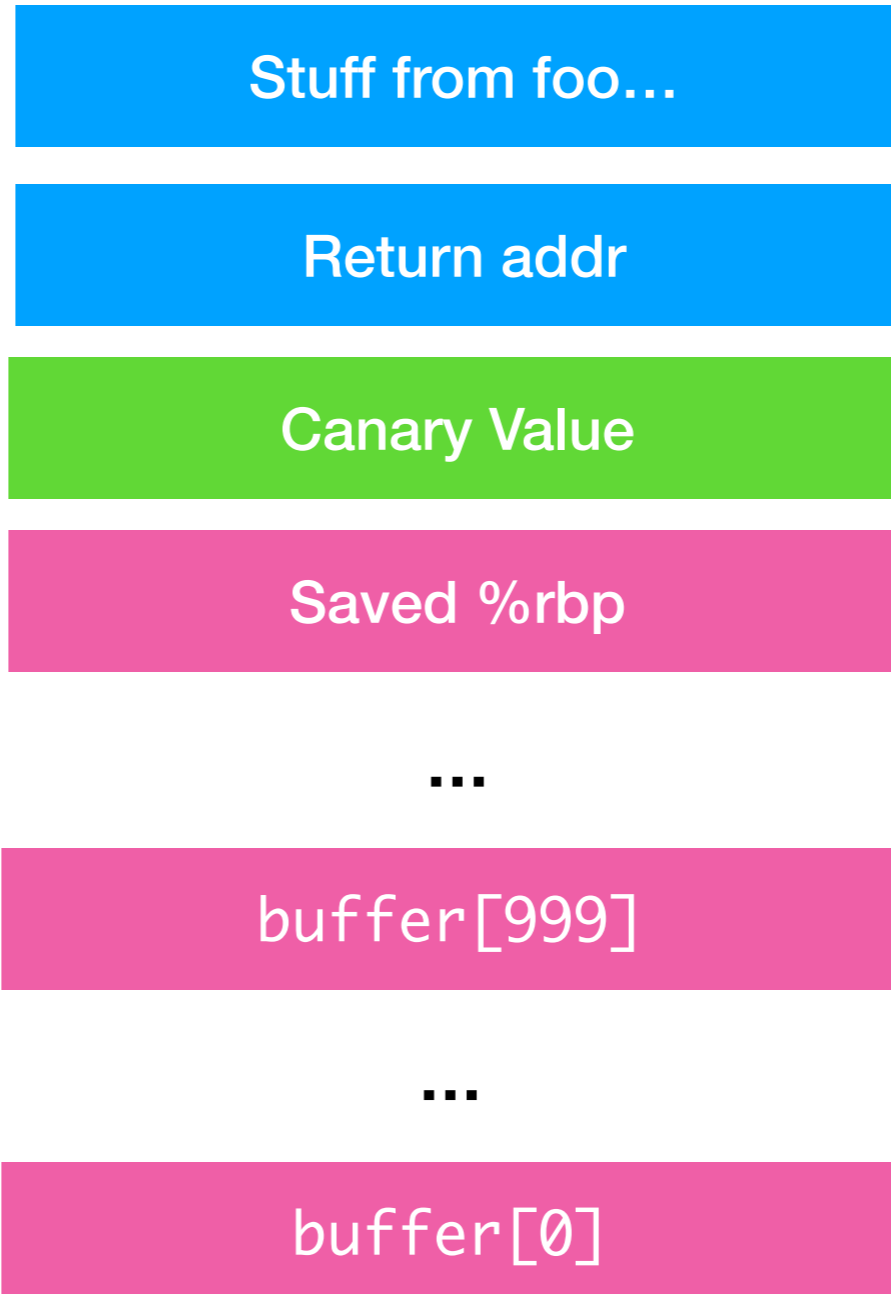 Stuff from foo…
Return addr
Canary Value
Saved %rbp
…
buffer[999]
…
buffer[0]